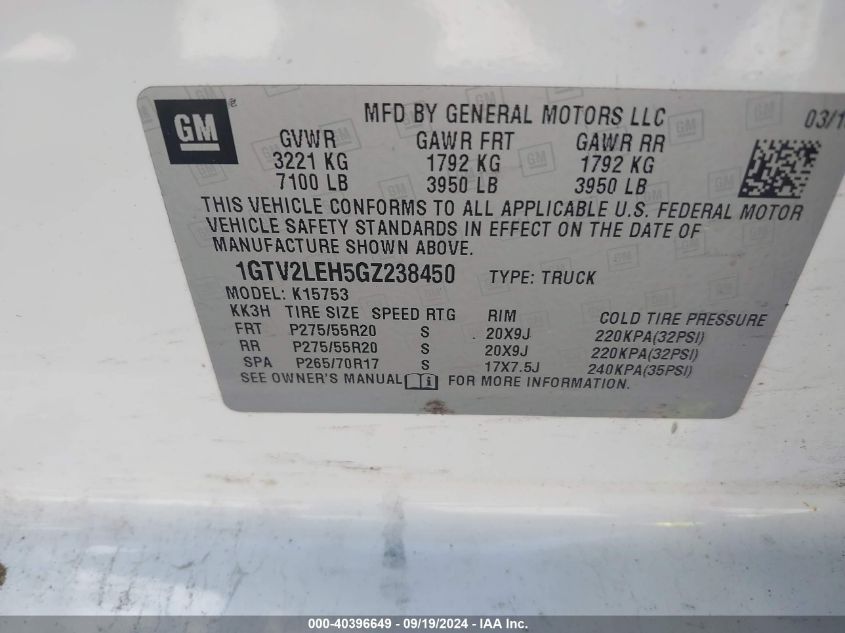 GM
MFD BY GENERAL MOTORS LLC
GVWR GAWR FRT GAWR RR
3221 KG 1792 KG 1792 KG
7100 LB 3950 LB 3950 LB
THIS VEHICLE CONFORMS TO ALL APPLICABLE U.S. FEDERAL MOTOR
VEHICLE SAFETY STANDARDS IN EFFECT ON THE DATE OF
MANUFACTURE SHOWN ABOVE.
1GTV2LEH5GZ238450 TYPE: TRUCK
MODEL: K15753
KK3H TIRE SIZE SPEED RTG RIM COLD TIRE PRESSURE
FRT P275/55R20 S 20X9J 220KPA(32PSI)
RR P275/55R20 S 20X9J 220KPA(32PSI)
SPA P265/70R17 S 17X7.5J 240KPA(35PSI)
SEE OWNER'S MANUAL FOR MORE INFORMATION.
000-40396649 - 09/19/2024 - IAA Inc.